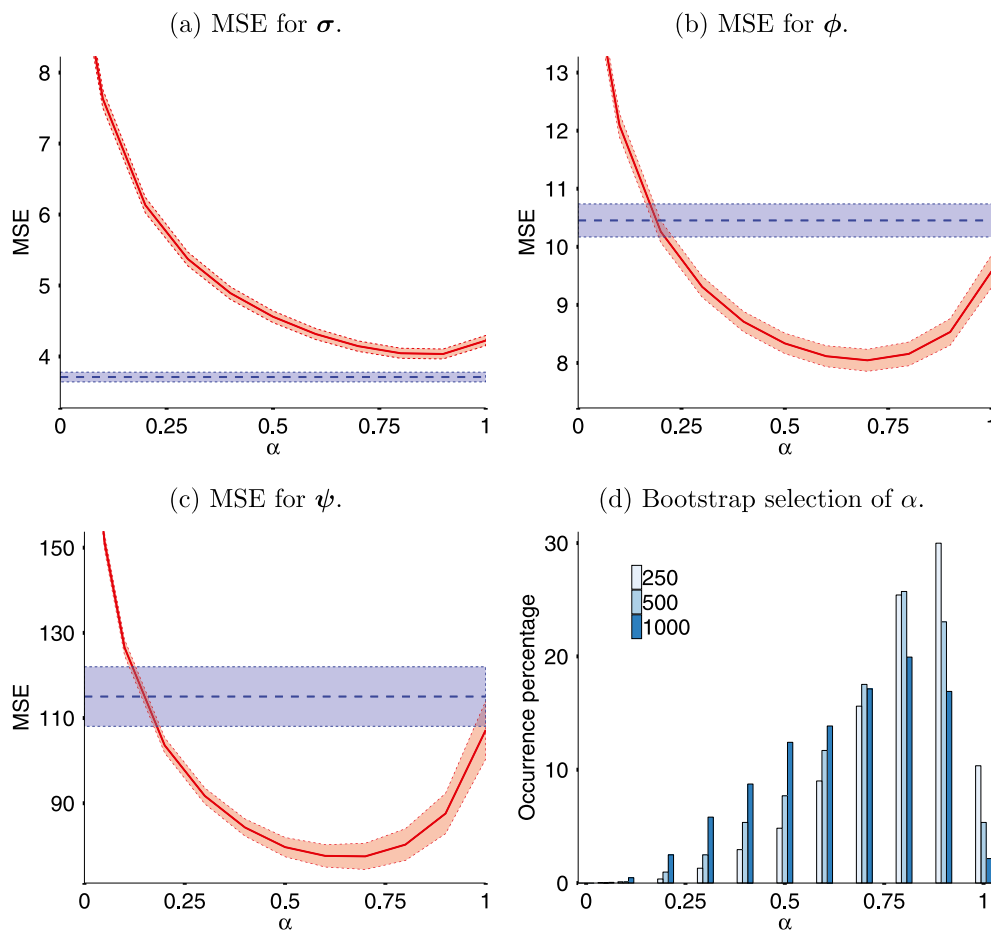 (a) MSE for σ.
8
7
6
5
4
MSE
0 0.25 0.5 0.75 1
α
(b) MSE for ϕ.
13
12
11
10
9
8
MSE
0 0.25 0.5 0.75 1
α
(c) MSE for ψ.
150
130
110
90
MSE
0 0.25 0.5 0.75 1
α
(d) Bootstrap selection of α.
30
20
10
0
Occurrence percentage
250
500
1000
0 0.25 0.5 0.75 1
α